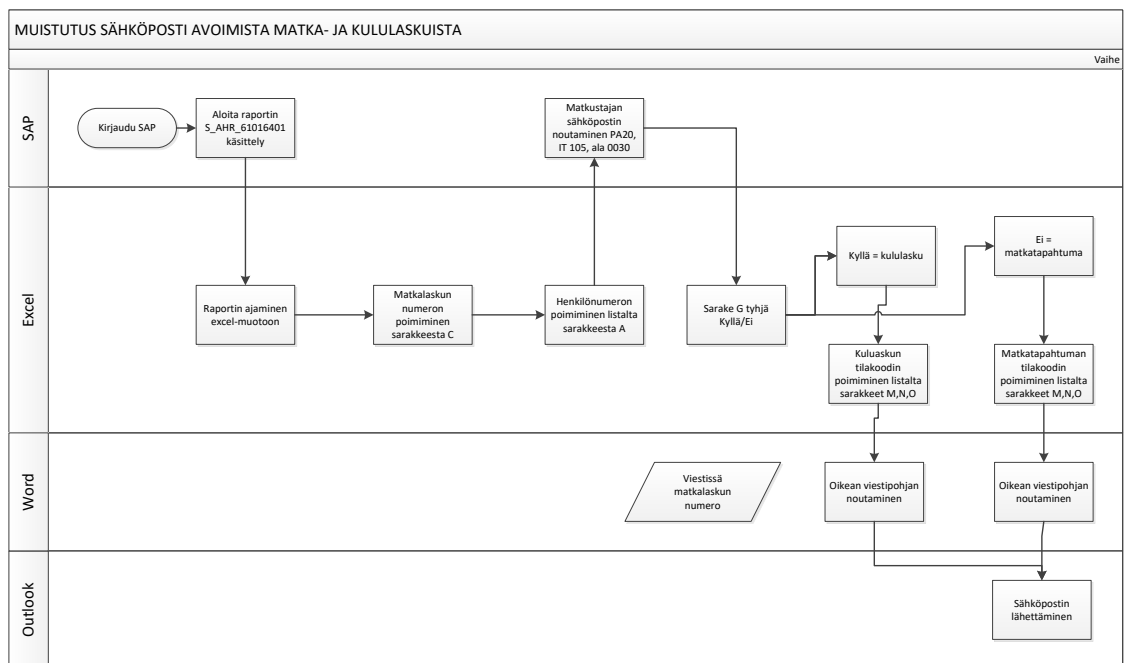 MUISTUTUS SÄHKÖPOSTI AVOIMISTA MATKA- JA KULULASKUISTA
Vaihe
SAP
Kirjaudu SAP
Aloita raportin
S_AHR_61016401
käsittely
Matkustajan
sähköpostin
noutaminen PA20,
IT 105, ala 0030
Excel
Raportin ajaminen
excel-muotoon
Matkalaskun
numeron
poimiminen
sarakkeesta C
Henkilönumeron
poimiminen listalta
sarakkeesta A
Sarake G tyhjä
Kyllä/Ei
Kyllä = kululasku
Ei =
matkatapahtuma
Kuluaskun
tilakoodin
poimiminen listalta
sarakkeet M,N,O
Matkatapahtuman
tilakoodin
poimiminen listalta
sarakkeet M,N,O
Word
Viestissä
matkalaskun
numero
Oikean viestipohjan
noutaminen
Oikean viestipohjan
noutaminen
Outlook
Sähköpostin
lähettäminen